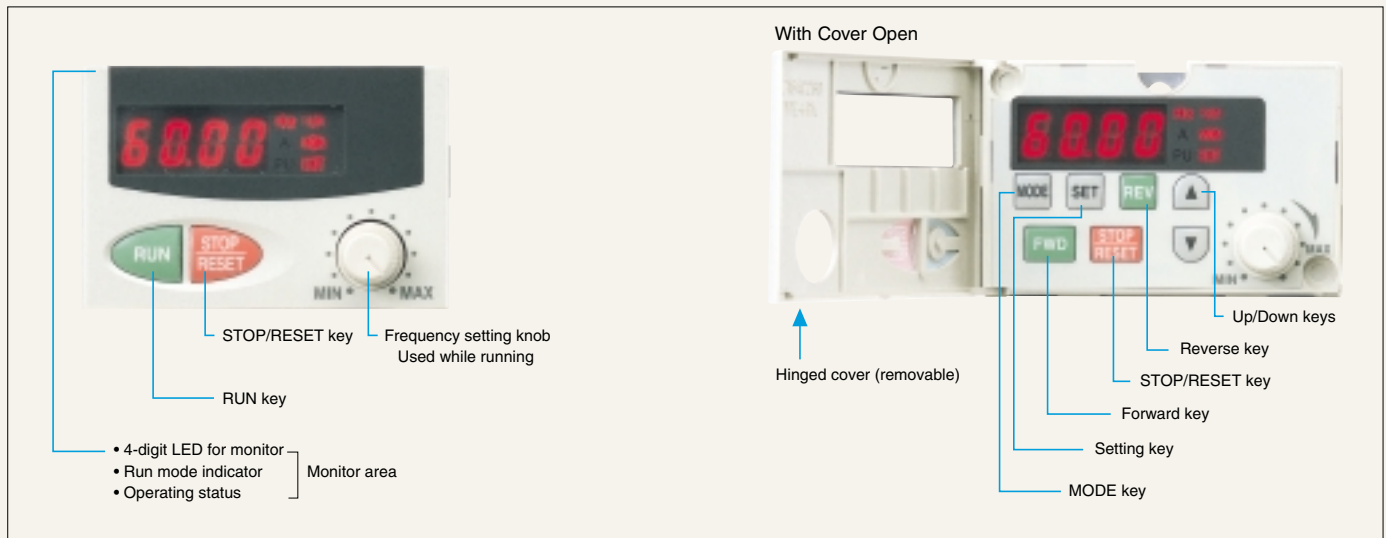 With Cover Open
60.00
A
PU
RUN
STOP
RESET
MIN
MAX
STOP/RESET key
Frequency setting knob
Used while running
RUN key
• 4-digit LED for monitor
• Run mode indicator
• Operating status
Monitor area
60.00
A
PU
MODE
SET
REV
FWD
STOP
RESET
MIN
MAX
Up/Down keys
Reverse key
Hinged cover (removable)
STOP/RESET key
Forward key
Setting key
MODE key